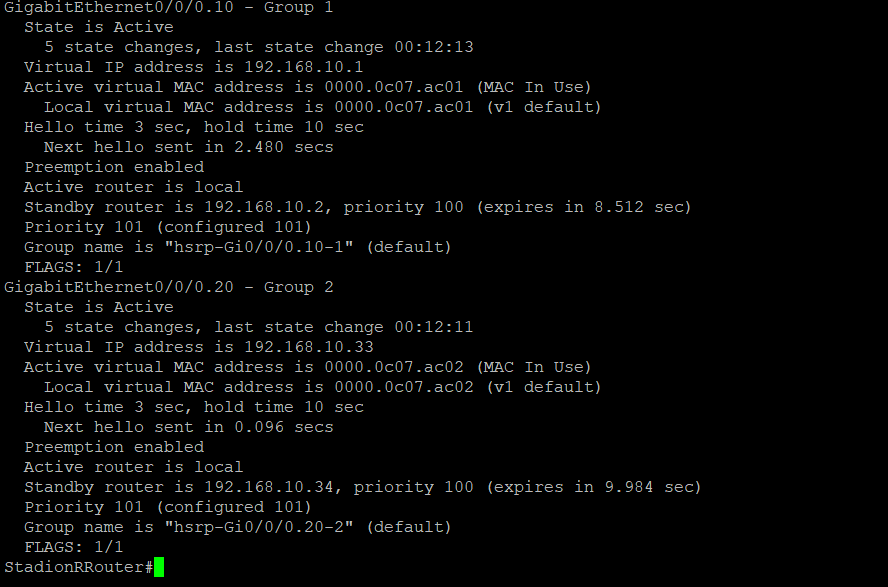 GigabitEthernet0/0/0.10 - Group 1
  State is Active
    5 state changes, last state change 00:12:13
  Virtual IP address is 192.168.10.1
  Active virtual MAC address is 0000.0c07.ac01 (MAC In Use)
    Local virtual MAC address is 0000.0c07.ac01 (v1 default)
  Hello time 3 sec, hold time 10 sec
    Next hello sent in 2.480 secs
  Preemption enabled
  Active router is local
  Standby router is 192.168.10.2, priority 100 (expires in 8.512 sec)
  Priority 101 (configured 101)
  Group name is "hsrp-Gi0/0/0.10-1" (default)
  FLAGS: 1/1
GigabitEthernet0/0/0.20 - Group 2
  State is Active
    5 state changes, last state change 00:12:11
  Virtual IP address is 192.168.10.33
  Active virtual MAC address is 0000.0c07.ac02 (MAC In Use)
    Local virtual MAC address is 0000.0c07.ac02 (v1 default)
  Hello time 3 sec, hold time 10 sec
    Next hello sent in 0.096 secs
  Preemption enabled
  Active router is local
  Standby router is 192.168.10.34, priority 100 (expires in 9.984 sec)
  Priority 101 (configured 101)
  Group name is "hsrp-Gi0/0/0.20-2" (default)
  FLAGS: 1/1
StadionRRouter#